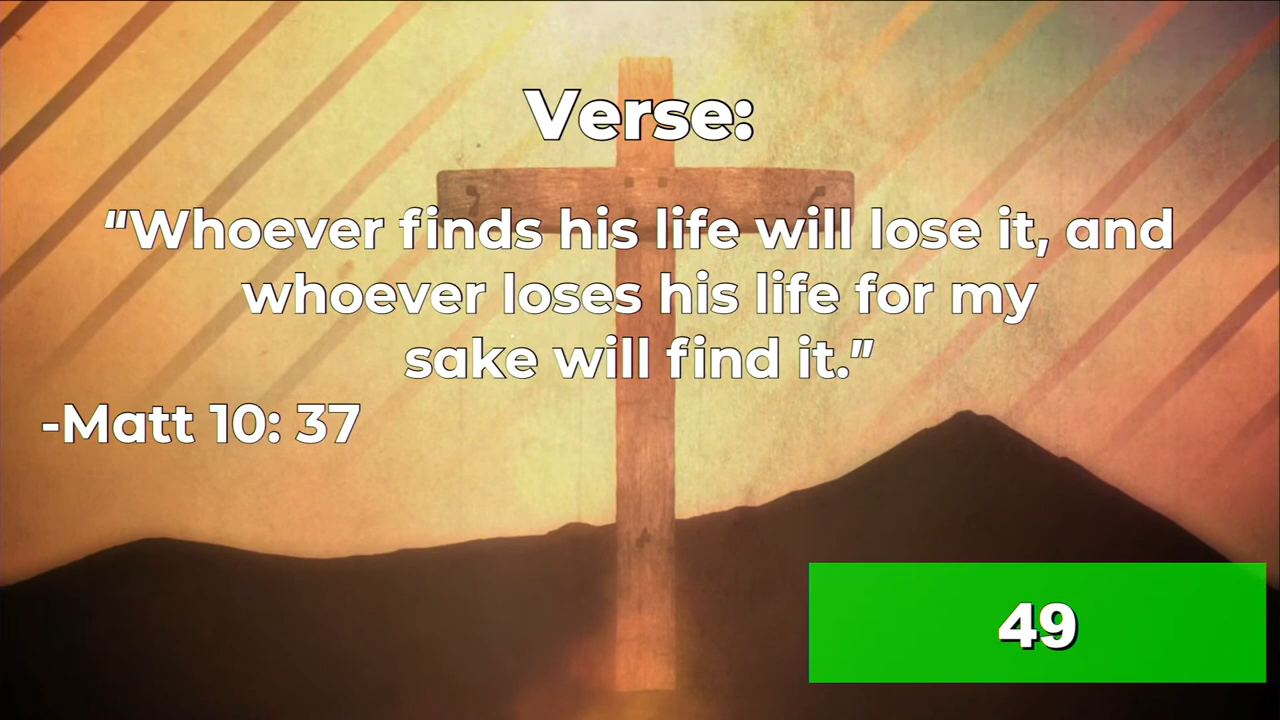 Verse:
“Whoever finds his life will lose it, and
whoever loses his life for my
sake will find it.”
-Matt 10: 37
49